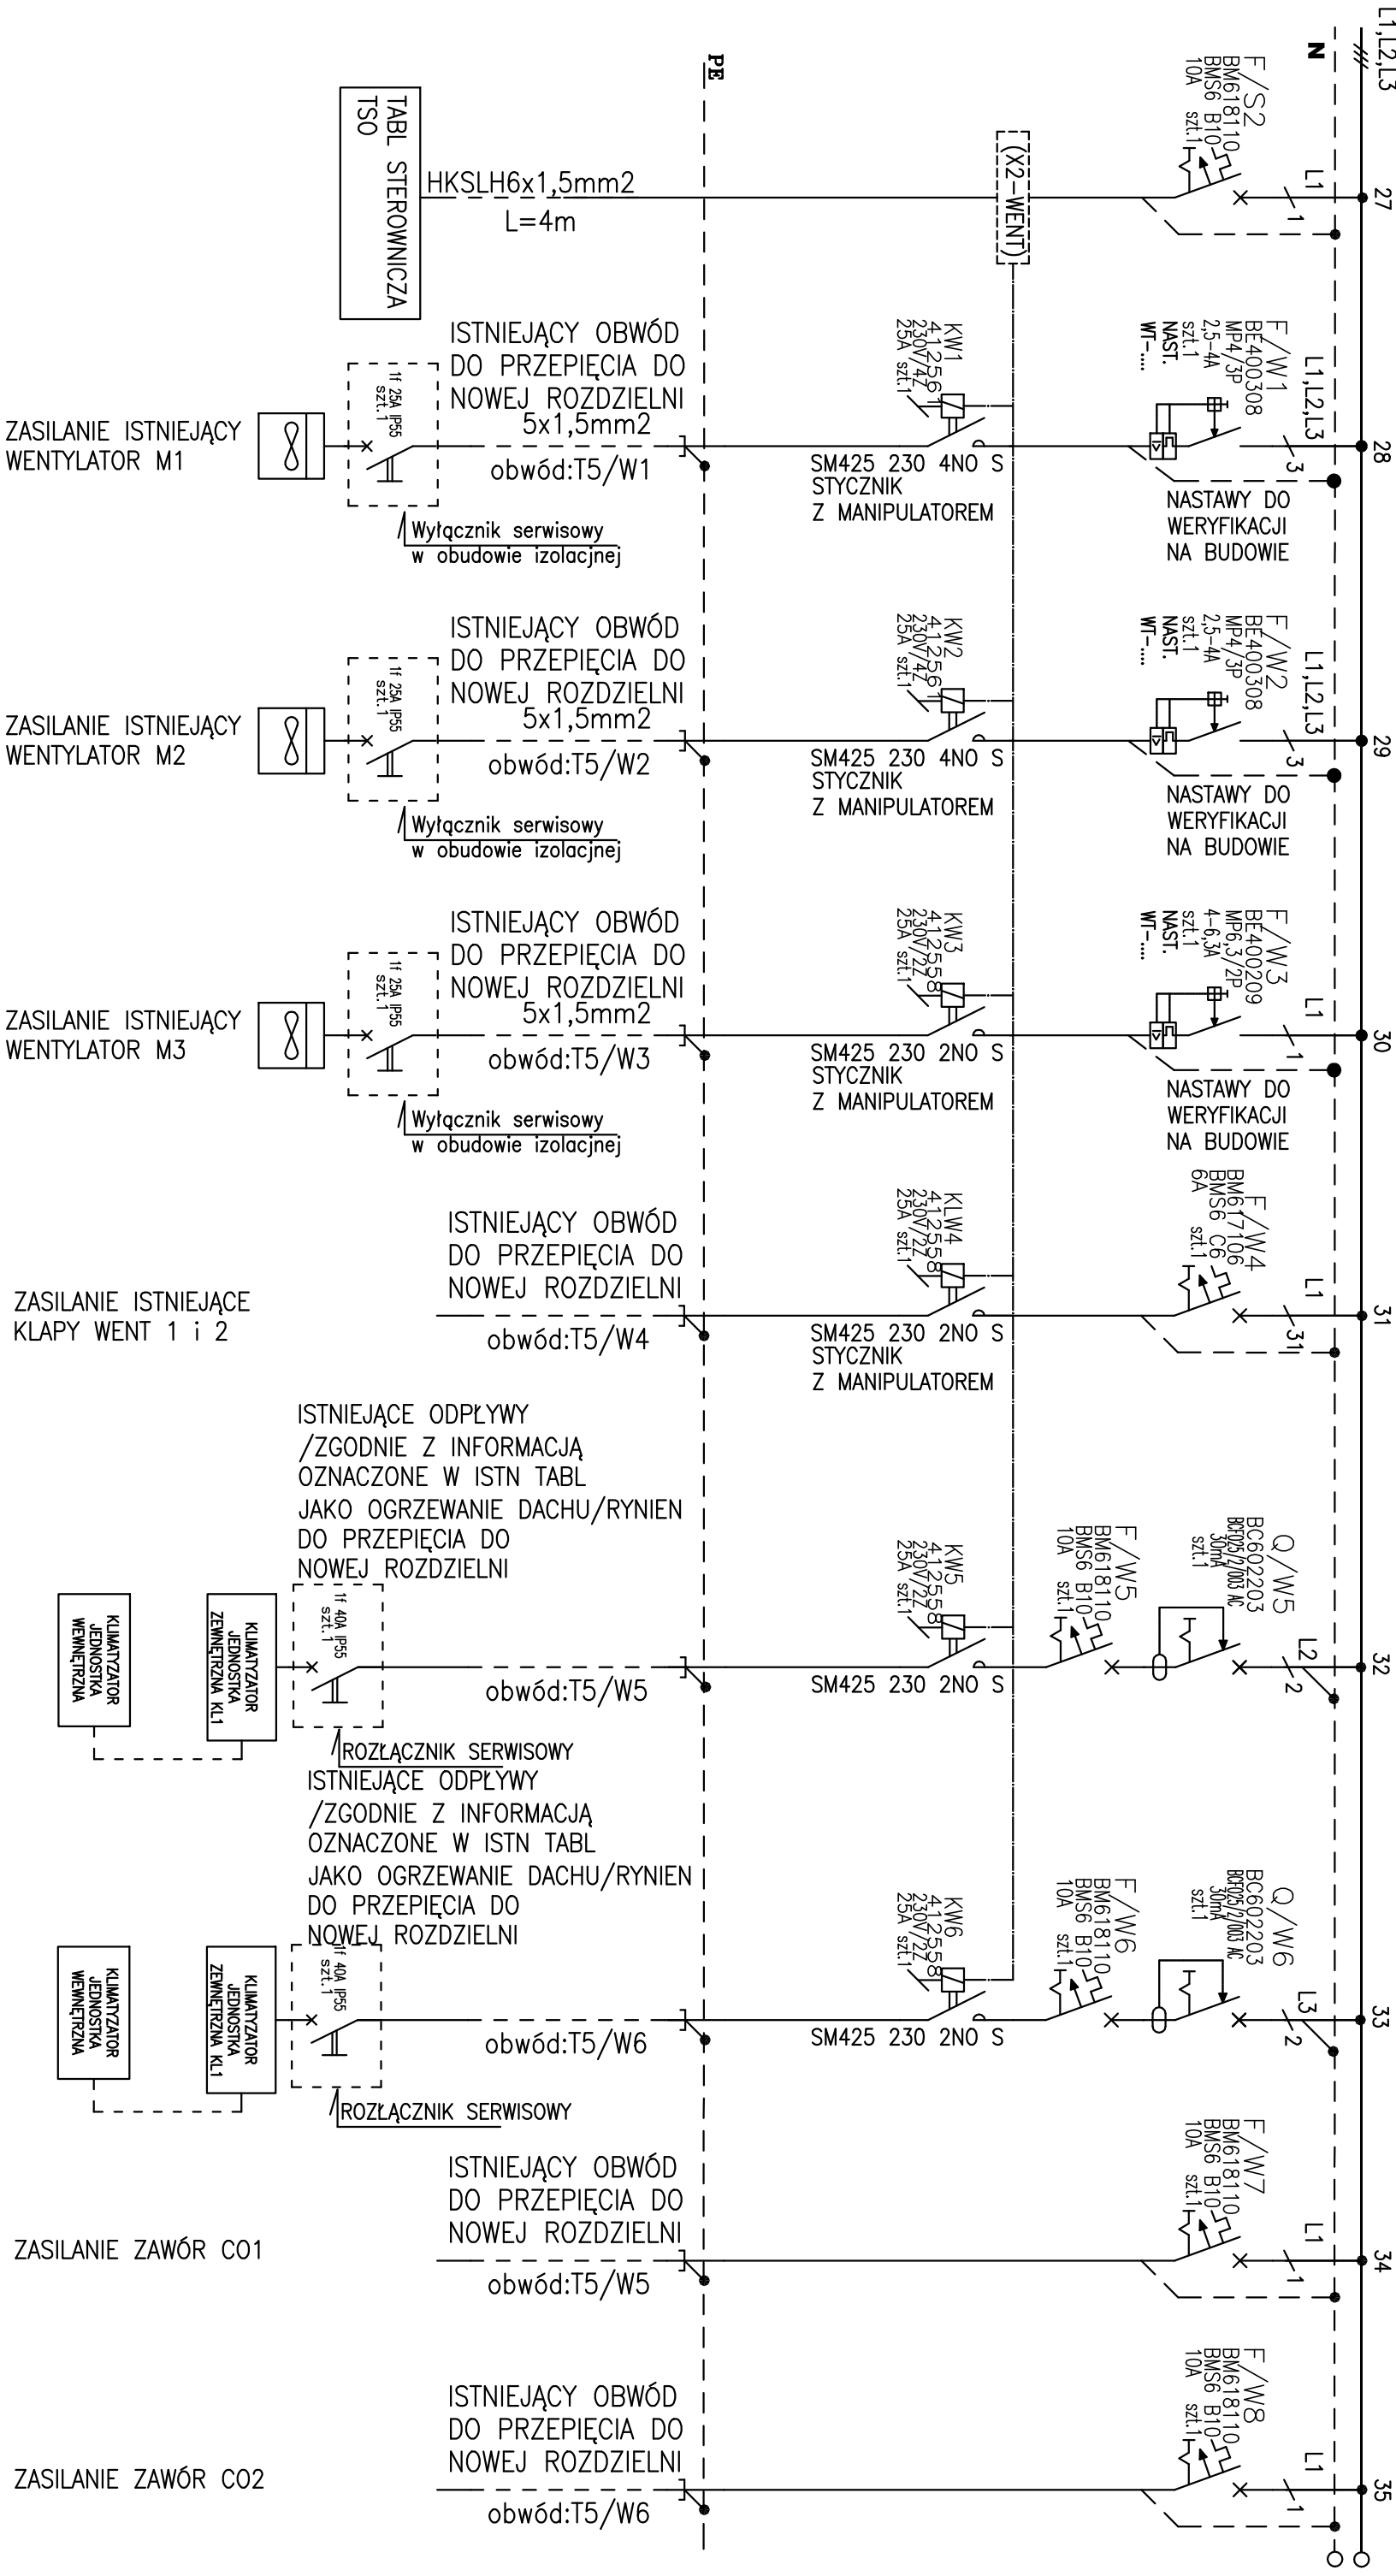 L1,L2,L3
N
PE
27
L1
1
F/S2
BM618110
BMS6 B10
10A szt.1
(X2-WENT)
HKSLH6x1,5mm2
L=4m
TABL STEROWNICZA
TSO
28
L1,L2,L3
3
F/W1
BE400308
MP4/3P
2,5-4A
szt.1
NAST.
WT-....
NASTAWY DO
WERYFIKACJI
NA BUDOWIE
KW1
412561
230V/4Z
25A szt.1
SM425 230 4NO S
STYCZNIK
Z MANIPULATOREM
ISTNIEJĄCY OBWÓD
DO PRZEPIĘCIA DO
NOWEJ ROZDZIELNI
5x1,5mm2
obwód:T5/W1
1f 25A IP55
szt.1
Wyłącznik serwisowy
w obudowie izolacjnej
ZASILANIE ISTNIEJĄCY
WENTYLATOR M1
29
L1,L2,L3
3
F/W2
BE400308
MP4/3P
2,5-4A
szt.1
NAST.
WT-....
NASTAWY DO
WERYFIKACJI
NA BUDOWIE
KW2
412561
230V/4Z
25A szt.1
SM425 230 4NO S
STYCZNIK
Z MANIPULATOREM
ISTNIEJĄCY OBWÓD
DO PRZEPIĘCIA DO
NOWEJ ROZDZIELNI
5x1,5mm2
obwód:T5/W2
1f 25A IP55
szt.1
Wyłącznik serwisowy
w obudowie izolacjnej
ZASILANIE ISTNIEJĄCY
WENTYLATOR M2
30
L1
1
F/W3
BE400209
MP6,3/2P
4-6,3A
szt.1
NAST.
WT-....
NASTAWY DO
WERYFIKACJI
NA BUDOWIE
KW3
412558
230V/2Z
25A szt.1
SM425 230 2NO S
STYCZNIK
Z MANIPULATOREM
ISTNIEJĄCY OBWÓD
DO PRZEPIĘCIA DO
NOWEJ ROZDZIELNI
5x1,5mm2
obwód:T5/W3
1f 25A IP55
szt.1
Wyłącznik serwisowy
w obudowie izolacjnej
ZASILANIE ISTNIEJĄCY
WENTYLATOR M3
31
L1
31
F/W4
BM617106
BMS6 C6
6A szt.1
KLW4
412558
230V/2Z
25A szt.1
SM425 230 2NO S
STYCZNIK
Z MANIPULATOREM
ISTNIEJĄCY OBWÓD
DO PRZEPIĘCIA DO
NOWEJ ROZDZIELNI
obwód:T5/W4
ZASILANIE ISTNIEJĄCE
KLAPY WENT 1 i 2
32
L2
2
Q/W5
BC602203
BCF025/2/003 AC
30mA
szt.1
F/W5
BM618110
BMS6 B10
10A szt.1
KW5
412558
230V/2Z
25A szt.1
SM425 230 2NO S
ISTNIEJĄCE ODPŁYWY
/ZGODNIE Z INFORMACJĄ
OZNACZONE W ISTN TABL
JAKO OGRZEWANIE DACHU/RYNIEN
DO PRZEPIĘCIA DO
NOWEJ ROZDZIELNI
obwód:T5/W5
1f 40A IP55
szt.1
ROZŁĄCZNIK SERWISOWY
KLIMATYZATOR
JEDNOSTKA
ZEWNĘTRZNA KL1
KLIMATYZATOR
JEDNOSTKA
WEWNĘTRZNA
33
L3
2
Q/W6
BC602203
BCF025/2/003 AC
30mA
szt.1
F/W6
BM618110
BMS6 B10
10A szt.1
KW6
412558
230V/2Z
25A szt.1
SM425 230 2NO S
ISTNIEJĄCE ODPŁYWY
/ZGODNIE Z INFORMACJĄ
OZNACZONE W ISTN TABL
JAKO OGRZEWANIE DACHU/RYNIEN
DO PRZEPIĘCIA DO
NOWEJ ROZDZIELNI
obwód:T5/W6
1f 40A IP55
szt.1
ROZŁĄCZNIK SERWISOWY
KLIMATYZATOR
JEDNOSTKA
ZEWNĘTRZNA KL1
KLIMATYZATOR
JEDNOSTKA
WEWNĘTRZNA
34
L1
1
F/W7
BM618110
BMS6 B10
10A szt.1
ISTNIEJĄCY OBWÓD
DO PRZEPIĘCIA DO
NOWEJ ROZDZIELNI
obwód:T5/W5
ZASILANIE ZAWÓR CO1
35
L1
1
F/W8
BM618110
BMS6 B10
10A szt.1
ISTNIEJĄCY OBWÓD
DO PRZEPIĘCIA DO
NOWEJ ROZDZIELNI
obwód:T5/W6
ZASILANIE ZAWÓR CO2